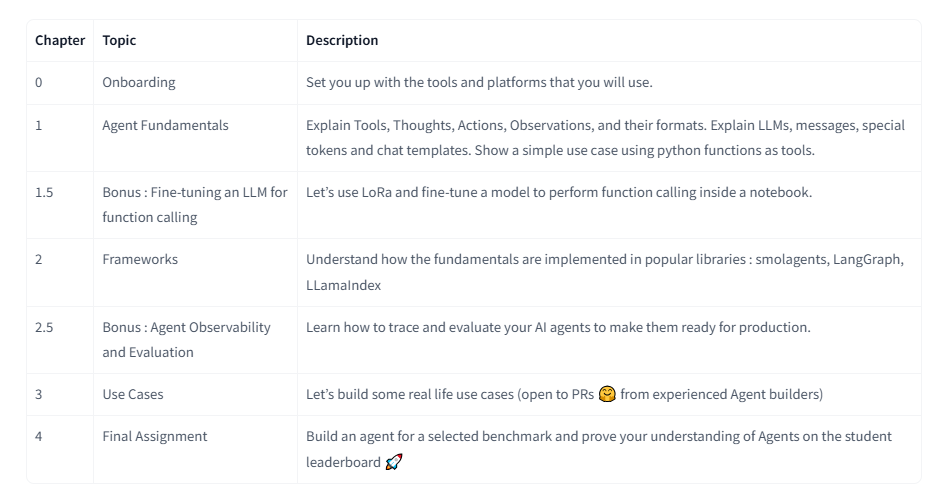 Chapter Topic Description
0 Onboarding Set you up with the tools and platforms that you will use.
1 Agent Fundamentals Explain Tools, Thoughts, Actions, Observations, and their formats. Explain LLMs, messages, special
tokens and chat templates. Show a simple use case using python functions as tools.
1.5 Bonus : Fine-tuning an LLM for Let’s use LoRa and fine-tune a model to perform function calling inside a notebook.
function calling
2 Frameworks Understand how the fundamentals are implemented in popular libraries : smolagents, LangGraph,
LLamaIndex
2.5 Bonus : Agent Observability Learn how to trace and evaluate your AI agents to make them ready for production.
and Evaluation
3 Use Cases Let’s build some real life use cases (open to PRs 🤗 from experienced Agent builders)
4 Final Assignment Build an agent for a selected benchmark and prove your understanding of Agents on the student
leaderboard 🚀